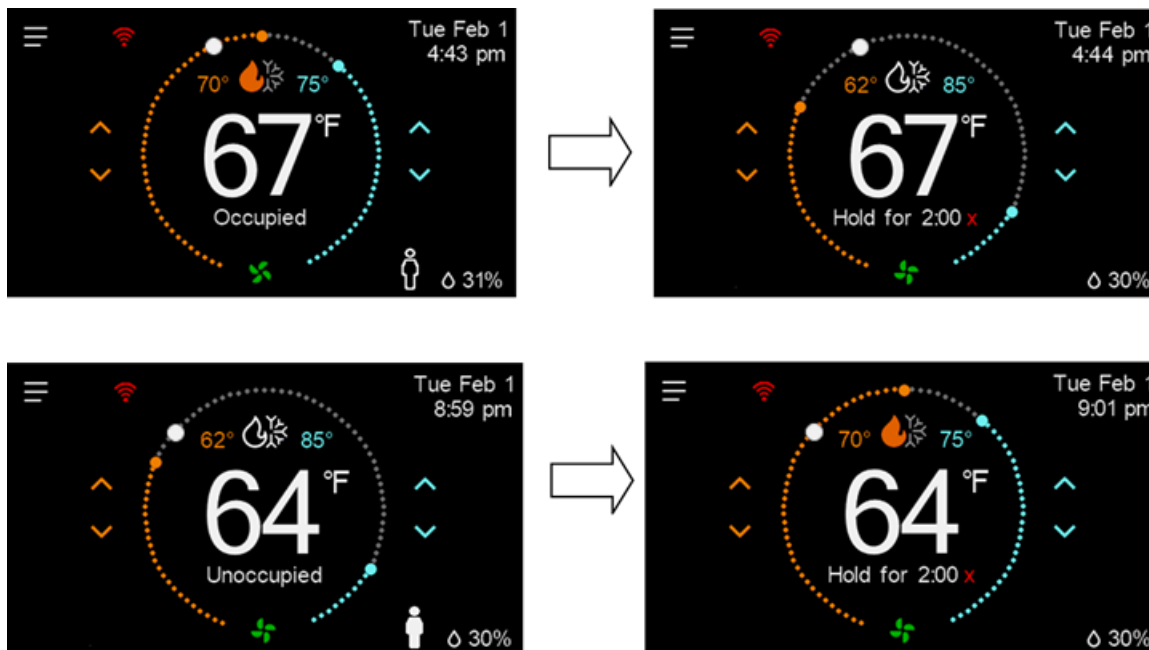 Tue Feb 1
4:43 pm
70° 75°
67°F
Occupied
31%
Tue Feb 1
4:44 pm
62° 85°
67°F
Hold for 2:00 x
30%
Tue Feb 1
8:59 pm
62° 85°
64°F
Unoccupied
30%
Tue Feb 1
9:01 pm
70° 75°
64°F
Hold for 2:00 x
30%